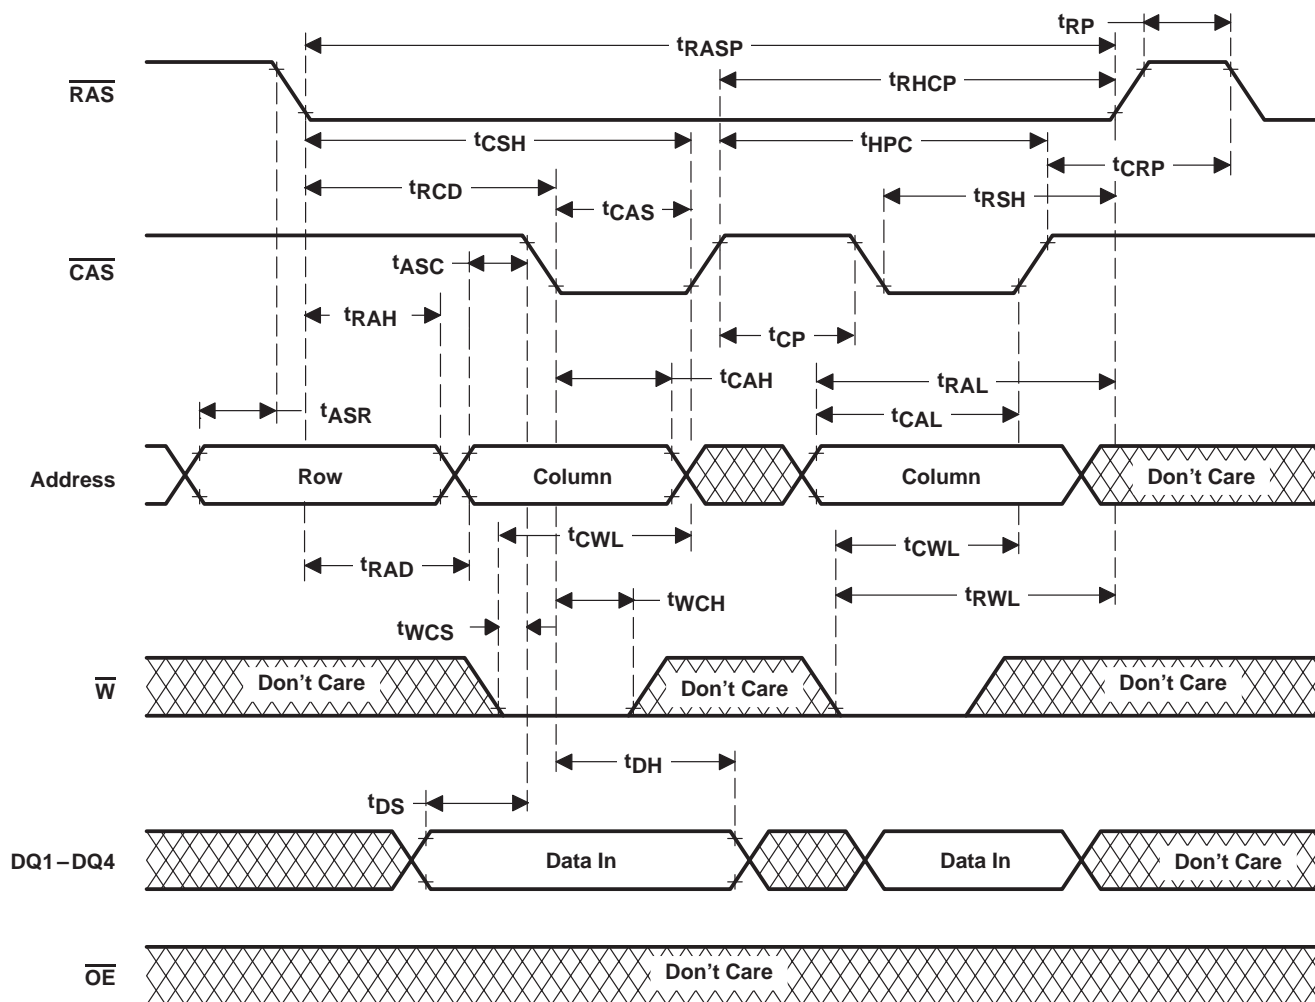 tRP
tRASP
tRHCP
RAS
tCSH
tHPC
tCRP
tRCD
tCAS
tRSH
CAS
tASC
tRAH
tCP
tCAH
tRAL
tASR
tCAL
Address
Row
Column
Column
Don't Care
tCWL
tCWL
tRAD
tWCH
tRWL
tWCS
W
Don't Care
Don't Care
Don't Care
tDH
tDS
DQ1–DQ4
Data In
Data In
Don't Care
OE
Don't Care